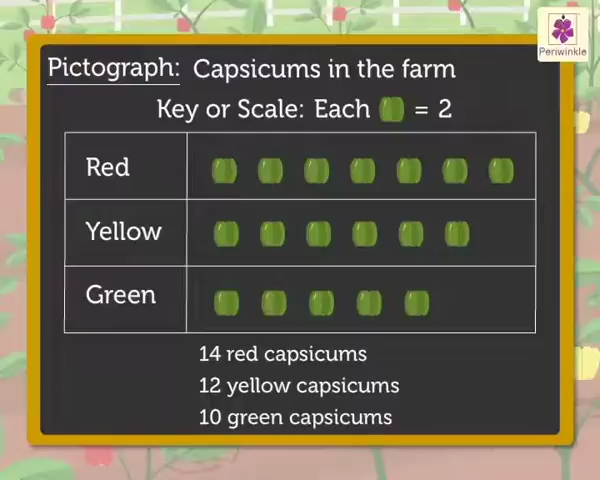 Periwinkle
Pictograph: Capsicums in the farm
Key or Scale: Each = 2
Red
Yellow
Green
14 red capsicums
12 yellow capsicums
10 green capsicums